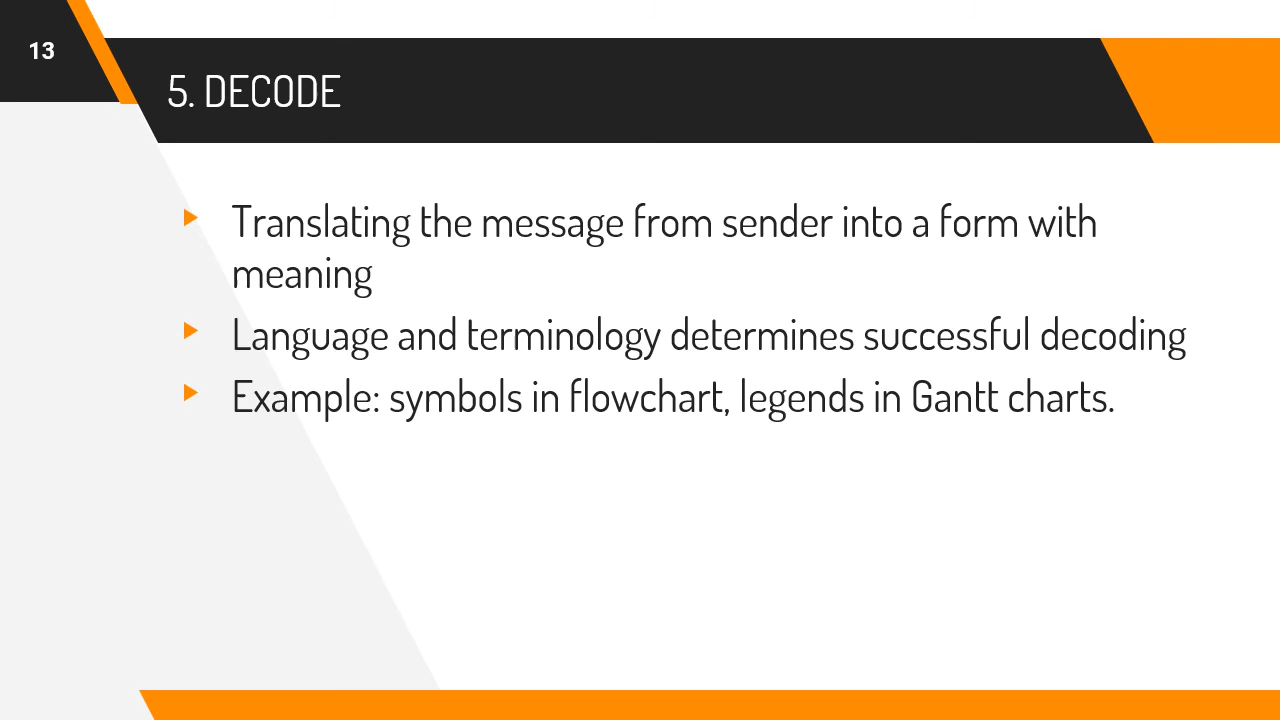 13
5. DECODE
Translating the message from sender into a form with
meaning
Language and terminology determines successful decoding
Example: symbols in flowchart, legends in Gantt charts.